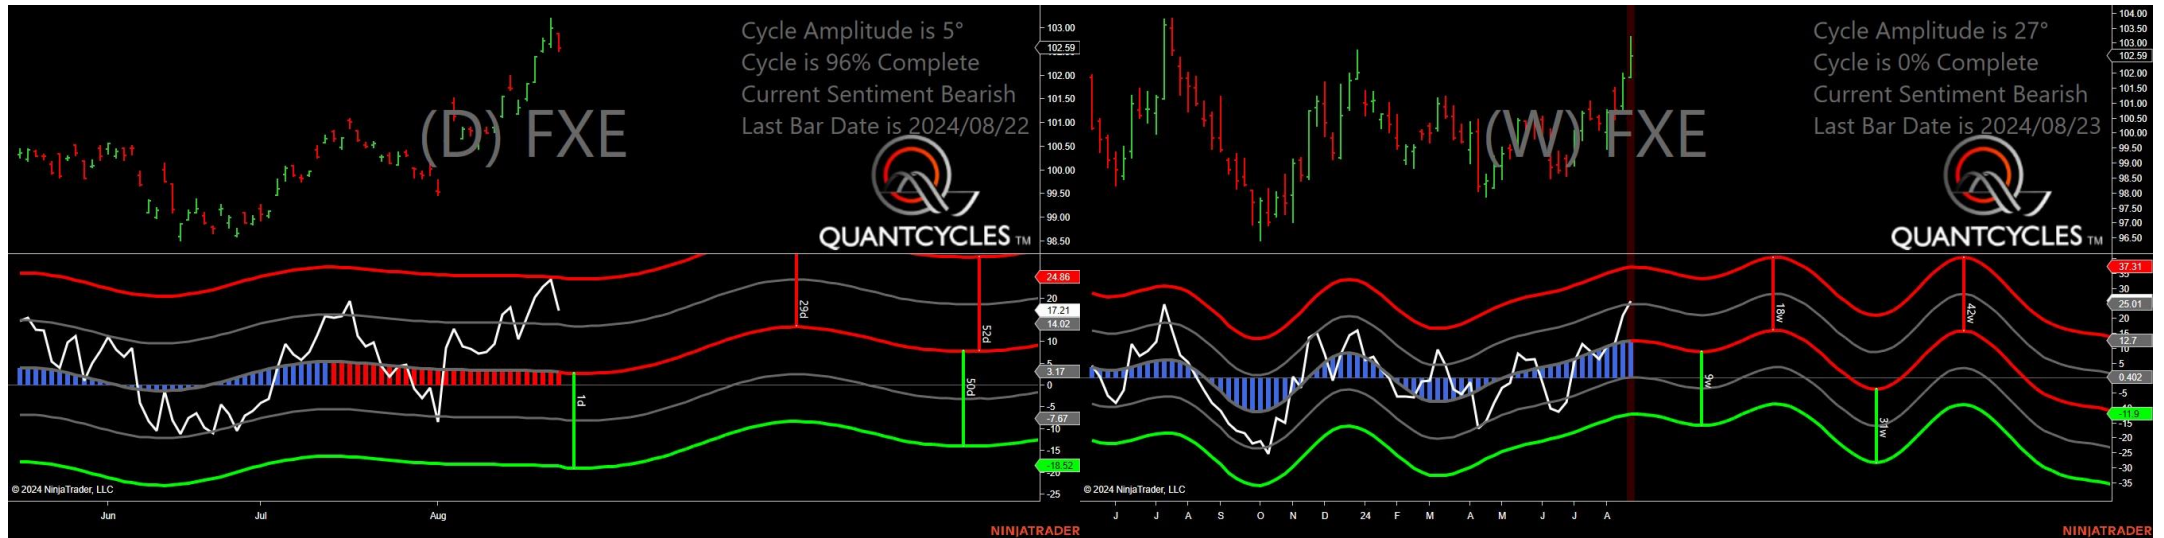 Cycle Amplitude is 5°
Cycle is 96% Complete
Current Sentiment Bearish
Last Bar Date is 2024/08/22
(D) FXE
QUANTCYCLES TM
103.00
102.59
102.00
101.50
101.00
100.50
100.00
99.50
99.00
98.50
24.86
20
17.21
14.02
10
5
3.17
0
-5
-7.67
-10
-15
-18.52
-25
29d
52d
1d
50d
© 2024 NinjaTrader, LLC
Jun Jul Aug
NINJATRADER
Cycle Amplitude is 27°
Cycle is 0% Complete
Current Sentiment Bearish
Last Bar Date is 2024/08/23
(W) FXE
QUANTCYCLES TM
104.00
103.50
103.00
102.59
102.00
101.50
101.00
100.50
100.00
99.50
99.00
98.50
98.00
97.50
97.00
96.50
37.31
35
30
25.01
20
15
12.7
10
5
0.402
-5
-11.9
-15
-20
-25
-30
-35
18w
42w
9w
31w
© 2024 NinjaTrader, LLC
J J A S O N D 24 F M A M J J A
NINJATRADER